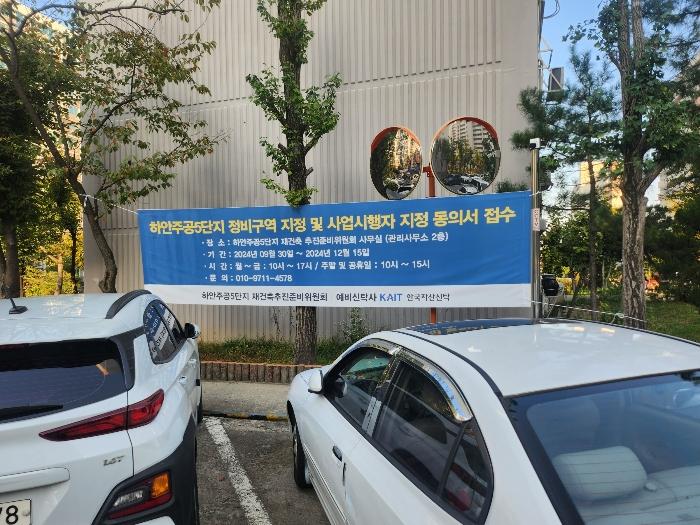 하안주공5단지 정비구역 지정 및 사업시행자 지정 동의서 접수
· 장 소 : 하안주공5단지 재건축 추진준비위원회 사무실 (관리사무소 2층)
· 기 간 : 2024년 09월 30일 ~ 2024년 12월 15일
· 시 간 : 월 ~ 금 : 10시 ~ 17시 / 주말 및 공휴일 : 10시 ~ 15시
· 문 의 : 010-9711-4578
하안주공5단지 재건축추진준비위원회 예비신탁사 KAIT 한국자산신탁
1.6T
78